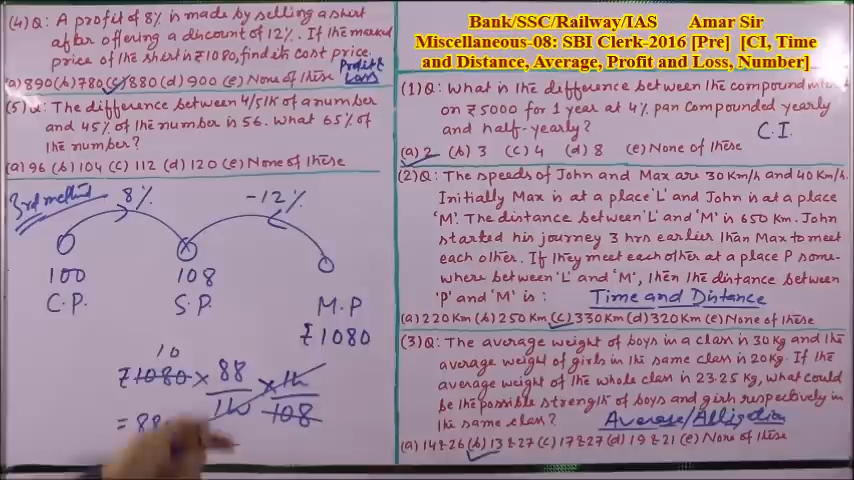 Bank/SSC/Railway/IAS Amar Sir
Miscellaneous-08: SBI Clerk-2016 [Pre] [CI, Time
and Distance, Average, Profit and Loss, Number]
(4)Q: A profit of 8% is made by selling a shirt
after offering a discount of 12%. If the marked
price of the shirt is ₹1080, find its cost price.
(a) 890 (b) 780 (c) 880 (d) 900 (e) None of these
Profit &
Loss
(5)Q: The difference between 4/5th of a number
and 45% of the number is 56. What 65% of
the number?
(a) 96 (b) 104 (c) 112 (d) 120 (e) None of these
3rd method
8% -12%
100 108
C.P. S.P. M.P
₹1080
10
₹1080 × 88 ×
108
= 88
(1)Q: What is the difference between the compound
on ₹5000 for 1 year at 4% pan compounded yearly
and half-yearly?
C.I.
(a) 2 (b) 3 (c) 4 (d) 8 (e) None of these
(2)Q: The speeds of John and Max are 30 Km/h and 40 Km/h.
Initially Max is at a place 'L' and John is at a place
'M'. The distance between 'L' and 'M' is 650 Km. John
started his journey 3 hrs earlier than Max to meet
each other. If they meet each other at a place P some-
where between 'L' and 'M', then the distance between
'P' and 'M' is: Time and Distance
(a) 220 Km (b) 250 Km (c) 330 Km (d) 320 Km (e) None of these
(3)Q: The average weight of boys in a class is 30 Kg and the
average weight of girls in the same class is 20 Kg. If the
average weight of the whole class is 23.25 Kg, what could
be the possible strength of boys and girls respectively in
the same class? Average/Alligation
(a) 14 & 26 (b) 13 & 27 (c) 17 & 27 (d) 19 & 21 (e) None of these